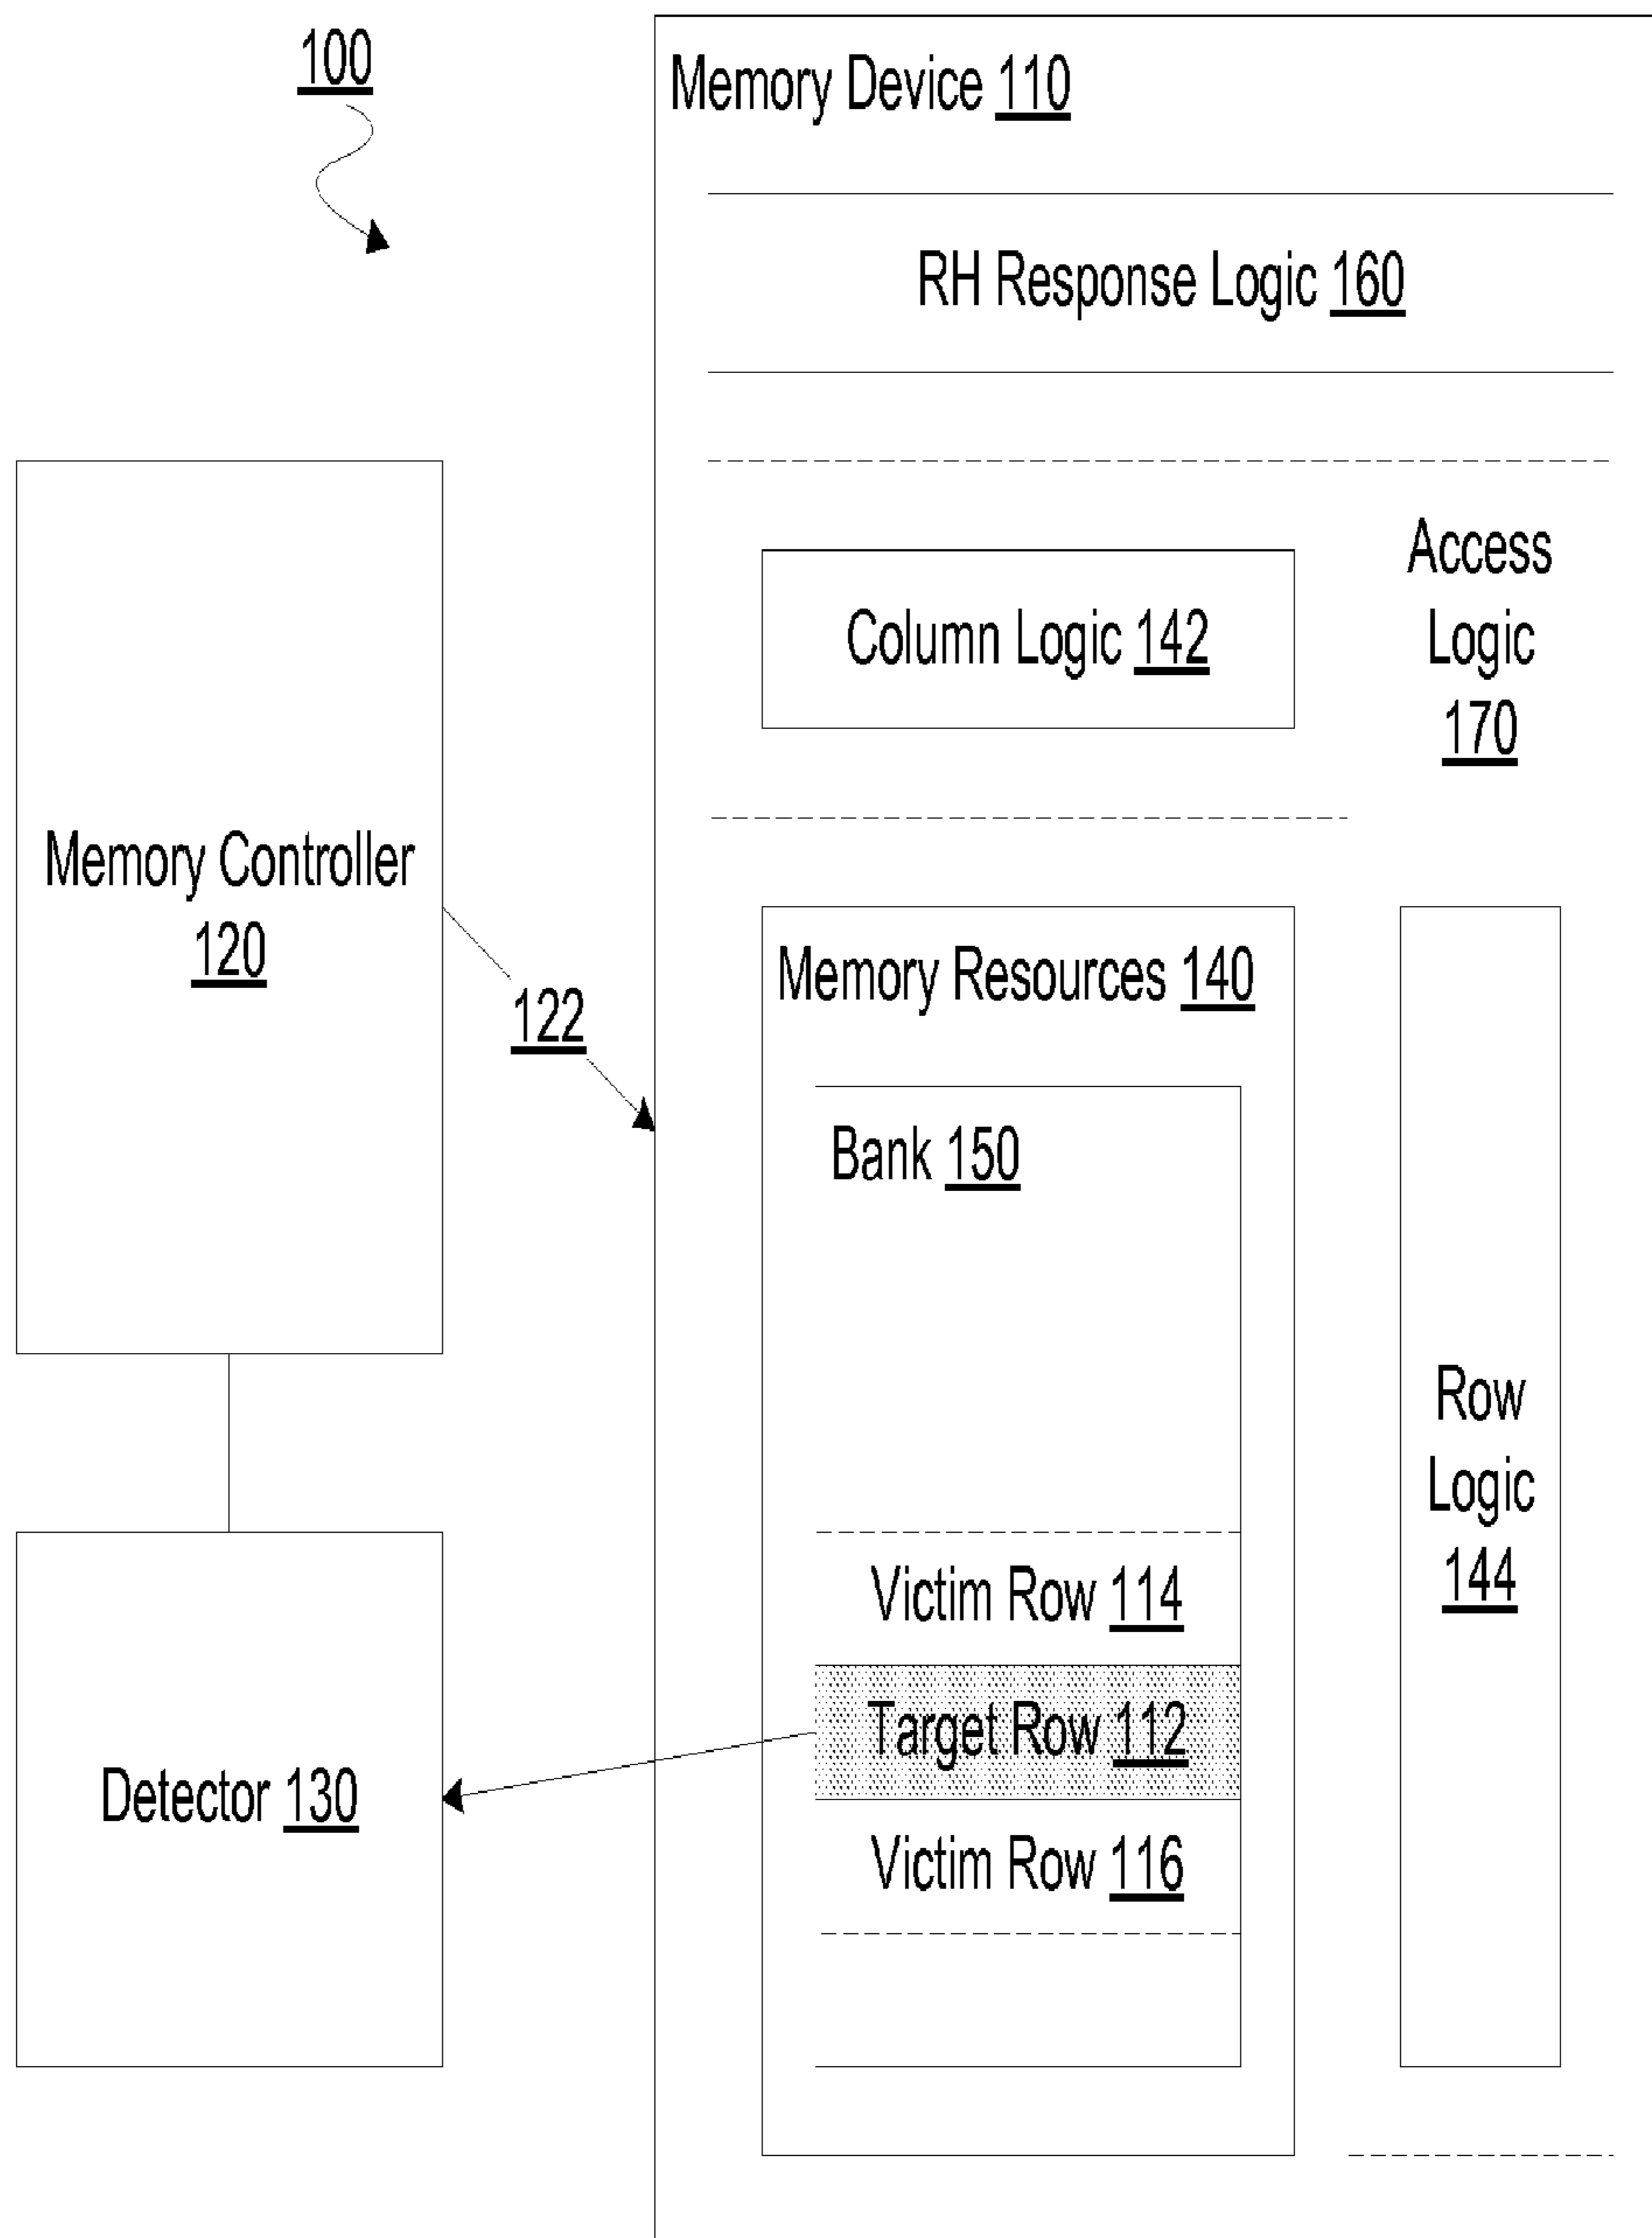 100
Memory Device 110
RH Response Logic 160
Access
Logic
170
Column Logic 142
Memory Controller
120
122
Memory Resources 140
Bank 150
Row
Logic
144
Victim Row 114
Target Row 112
Victim Row 116
Detector 130